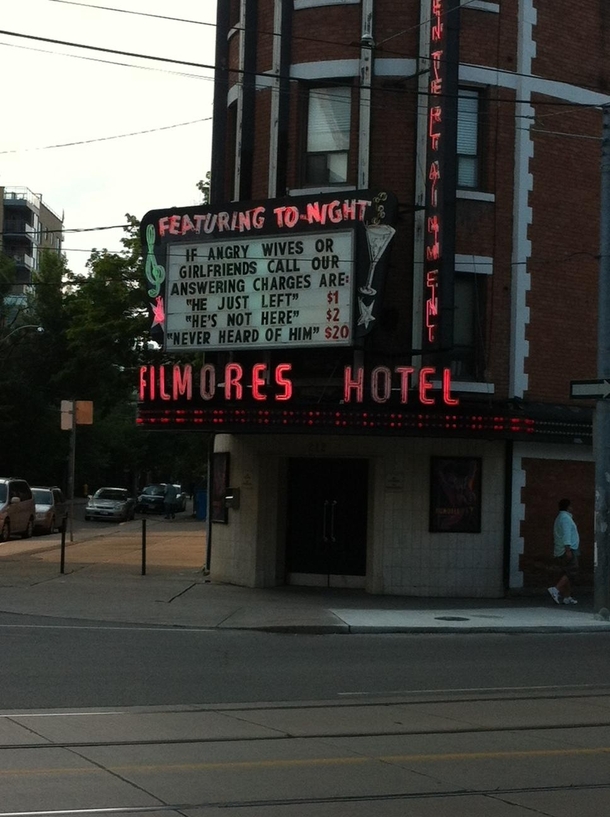 ENTERTAINMENT
FEATURING TO-NIGHT
IF ANGRY WIVES OR
GIRLFRIENDS CALL OUR
ANSWERING CHARGES ARE:
"HE JUST LEFT" $1
"HE'S NOT HERE" $2
"NEVER HEARD OF HIM" $20
FILMORES HOTEL